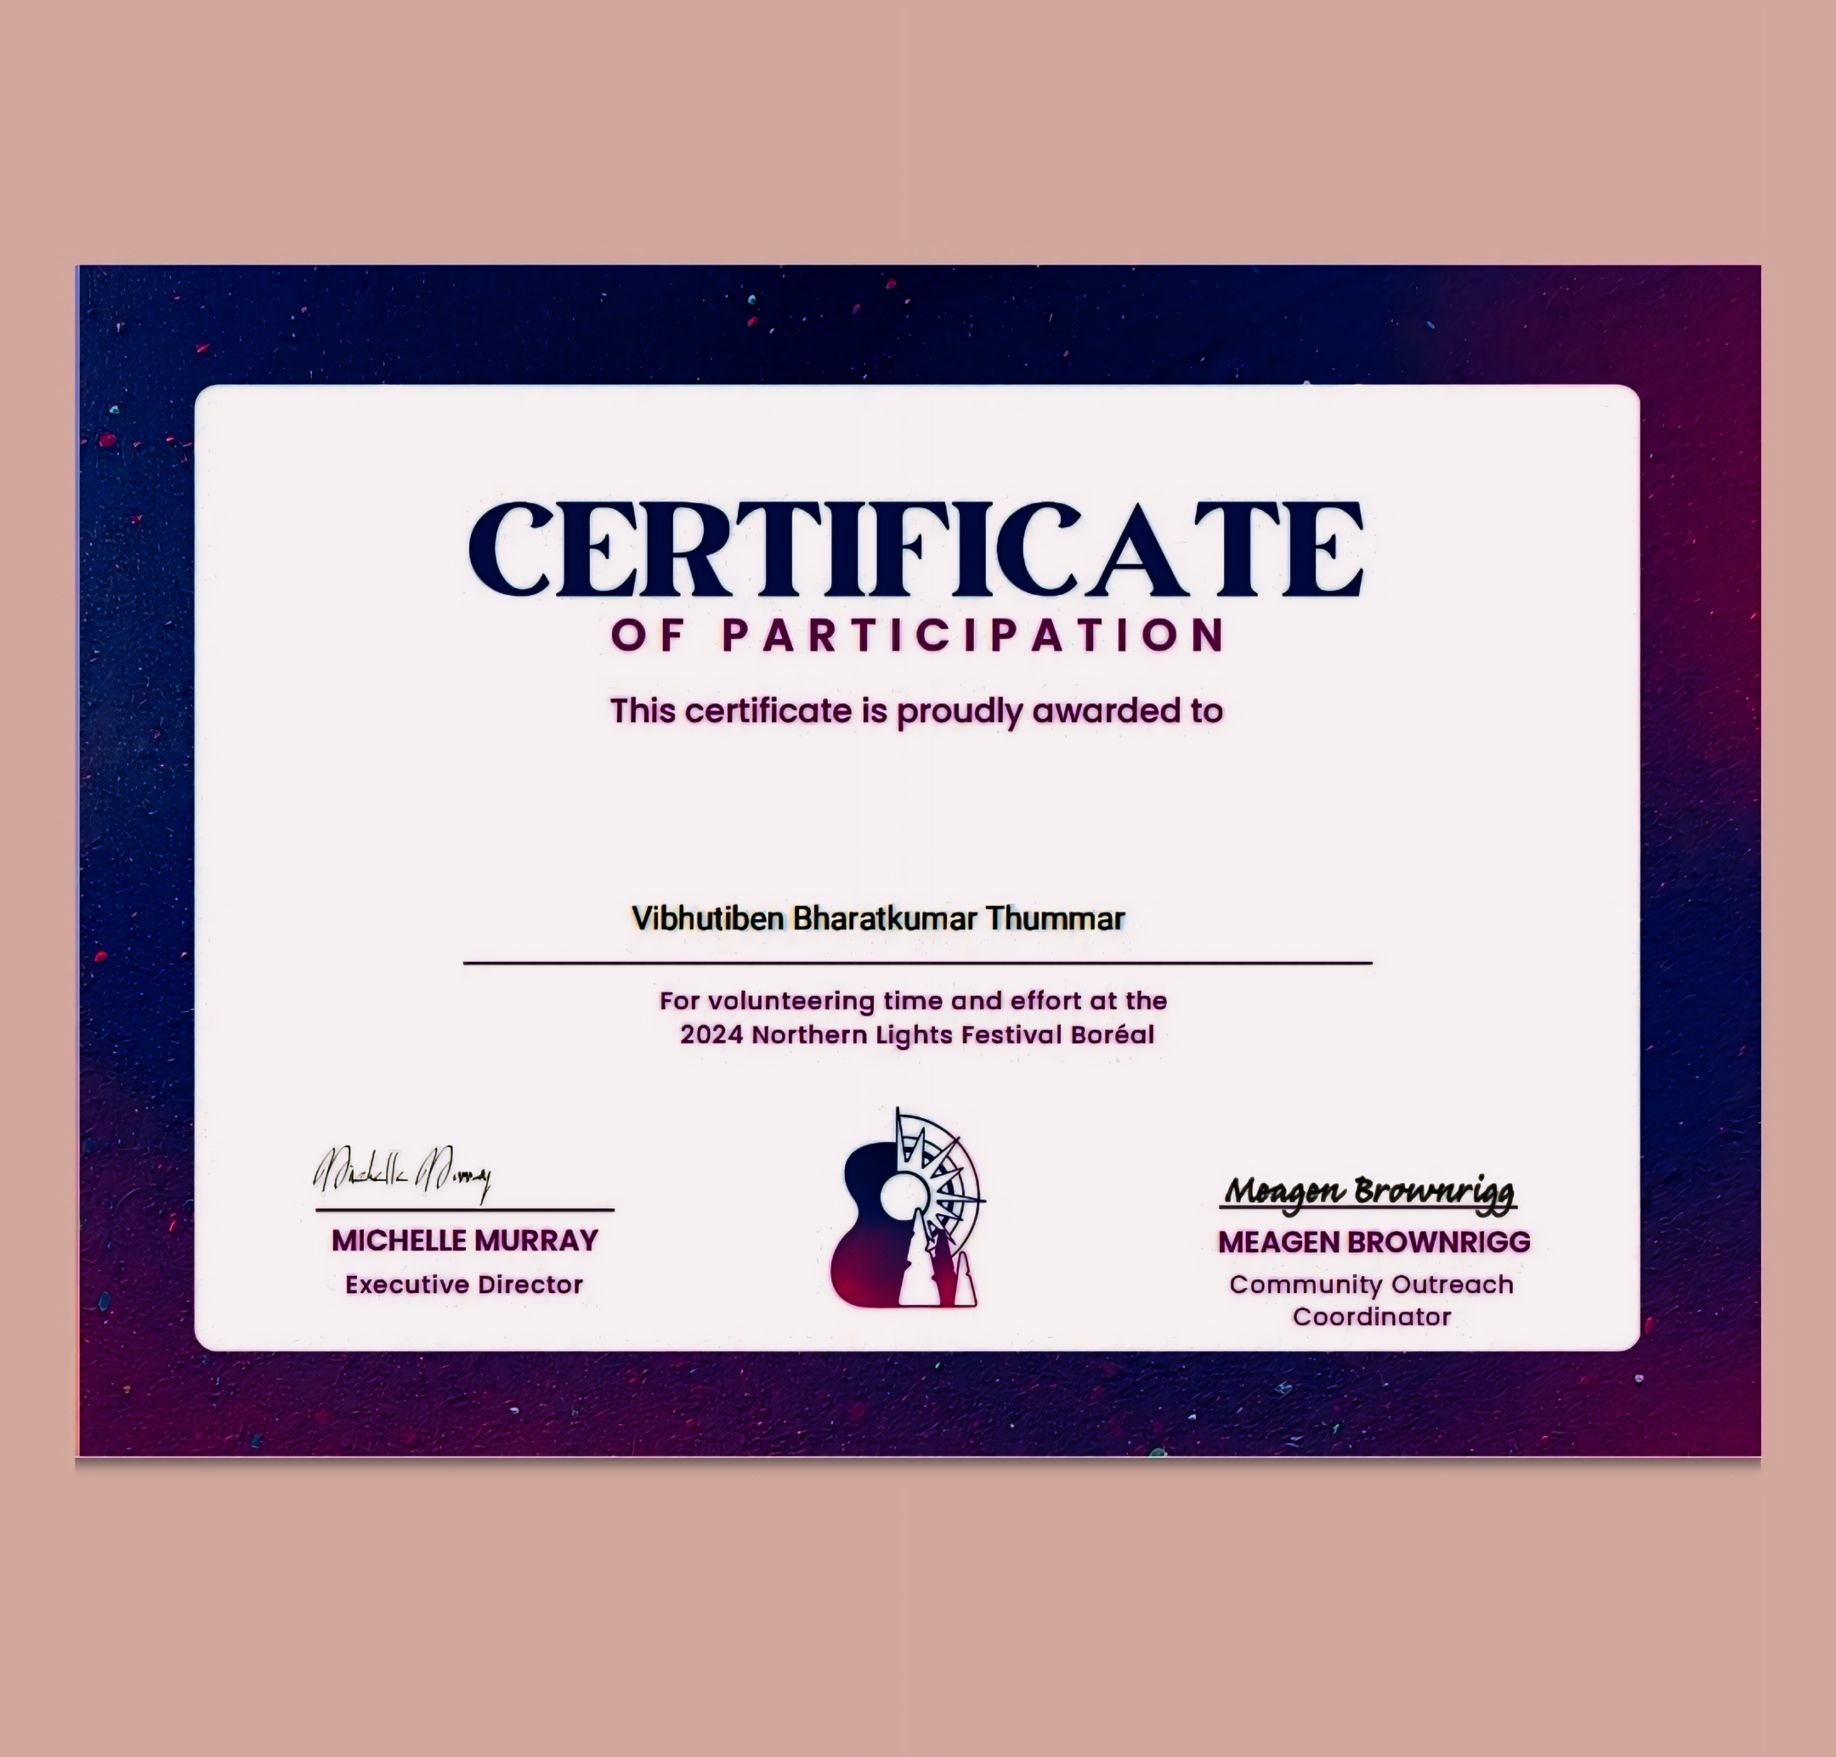 CERTIFICATE
OF PARTICIPATION
This certificate is proudly awarded to
Vibhutiben Bharatkumar Thummar
For volunteering time and effort at the
2024 Northern Lights Festival Boréal
Michelle Murray
MICHELLE MURRAY
Executive Director
Meagen Brownrigg
MEAGEN BROWNRIGG
Community Outreach
Coordinator